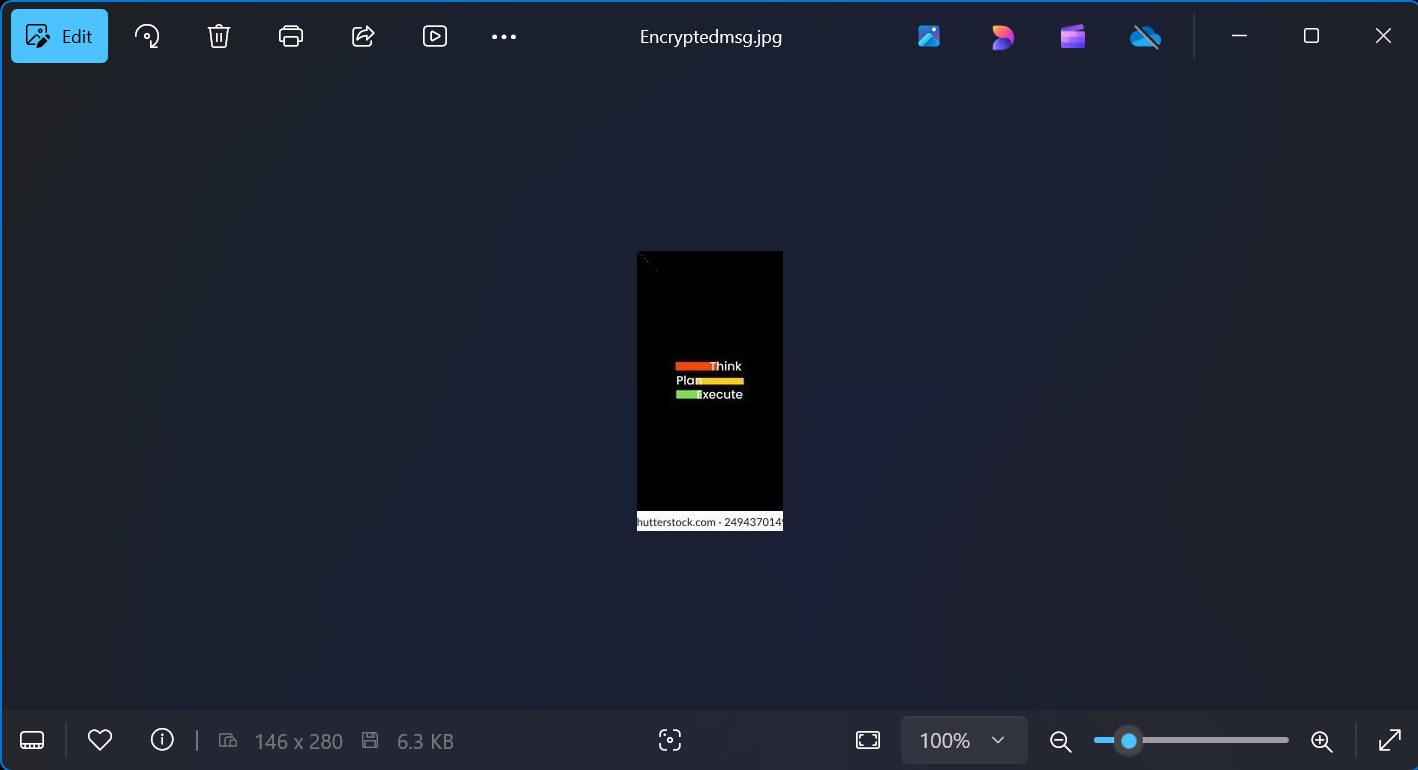 Edit
Encryptedmsg.jpg
Think
Plan
Execute
hutterstock.com · 249437014
146 x 280
6.3 KB
100%